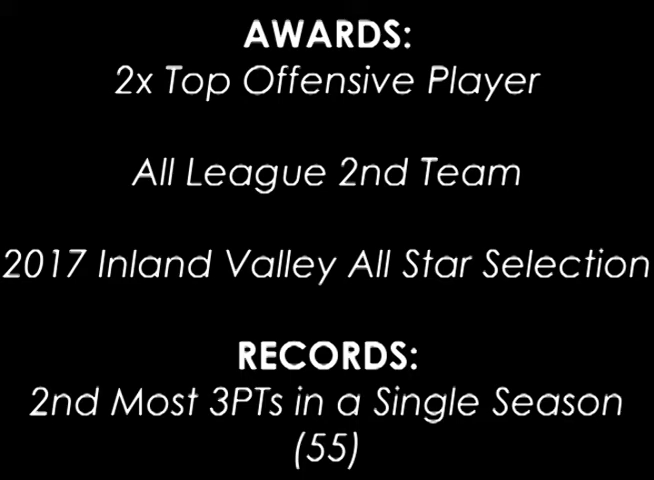 AWARDS:
2x Top Offensive Player
All League 2nd Team
2017 Inland Valley All Star Selection
RECORDS:
2nd Most 3PTs in a Single Season
(55)